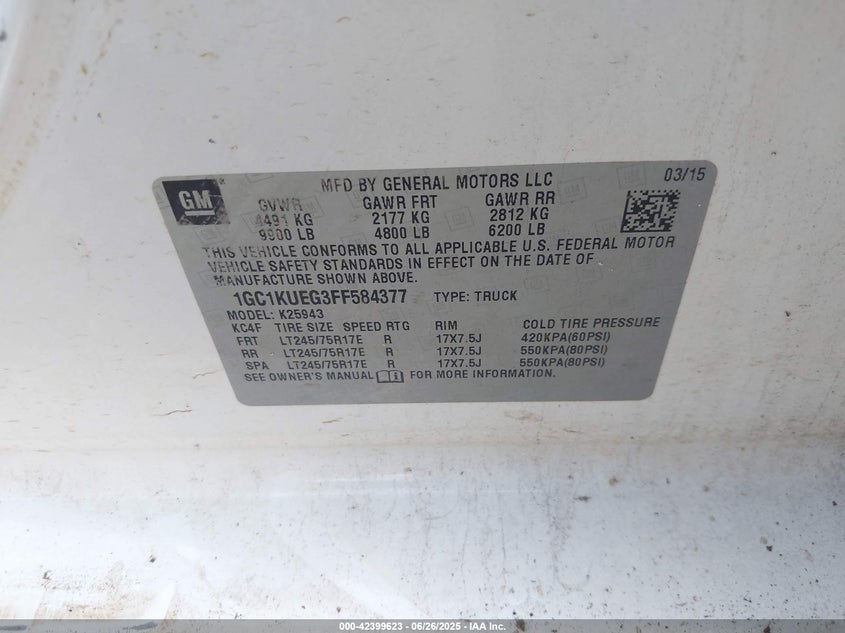 GM
MFD BY GENERAL MOTORS LLC
03/15
GVWR GAWR FRT GAWR RR
4491 KG 2177 KG 2812 KG
9900 LB 4800 LB 6200 LB
THIS VEHICLE CONFORMS TO ALL APPLICABLE U.S. FEDERAL MOTOR
VEHICLE SAFETY STANDARDS IN EFFECT ON THE DATE OF
MANUFACTURE SHOWN ABOVE.
1GC1KUEG3FF584377 TYPE: TRUCK
MODEL: K25943
KC4F TIRE SIZE SPEED RTG RIM COLD TIRE PRESSURE
FRT LT245/75R17E R 17X7.5J 420KPA(60PSI)
RR LT245/75R17E R 17X7.5J 550KPA(80PSI)
SPA LT245/75R17E R 17X7.5J 550KPA(80PSI)
SEE OWNER'S MANUAL FOR MORE INFORMATION.
000-42399623 - 06/26/2025 - IAA Inc.